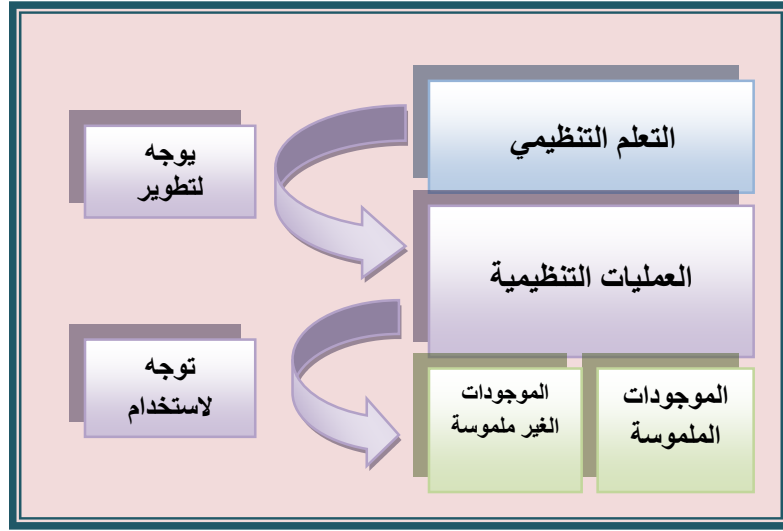 التعلم التنظيمي
يوجه
لتطوير
العمليات التنظيمية
توجه
لاستخدام
الموجودات
الملموسة
الموجودات
الغير ملموسة